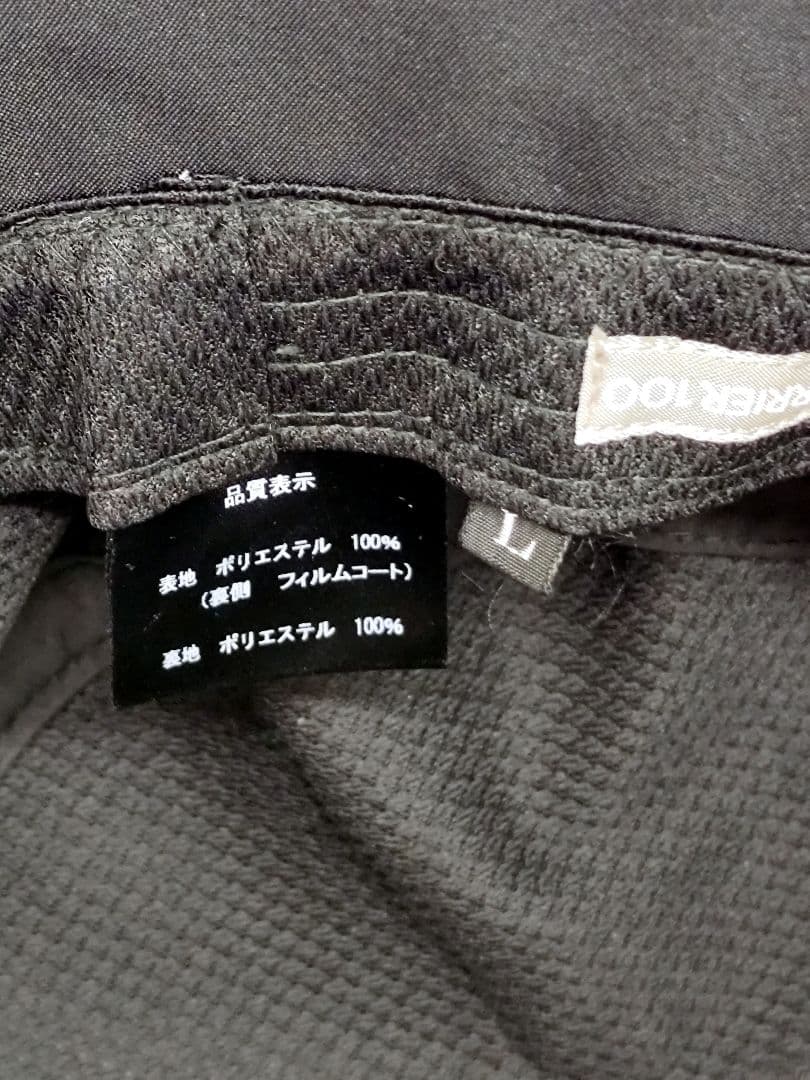 RRIER 100
品質表示
L
表地 ポリエステル 100%
(裏側 フィルムコート)
裏地 ポリエステル 100%